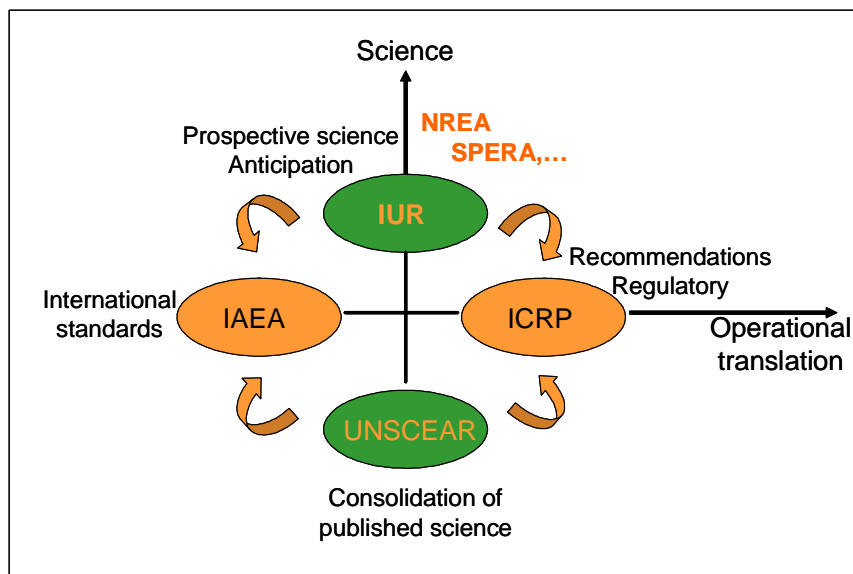 Science
NREA
SPERA,...
Prospective science
Anticipation
IUR
Recommendations
Regulatory
International
standards
IAEA
ICRP
Operational
translation
UNSCEAR
Consolidation of
published science